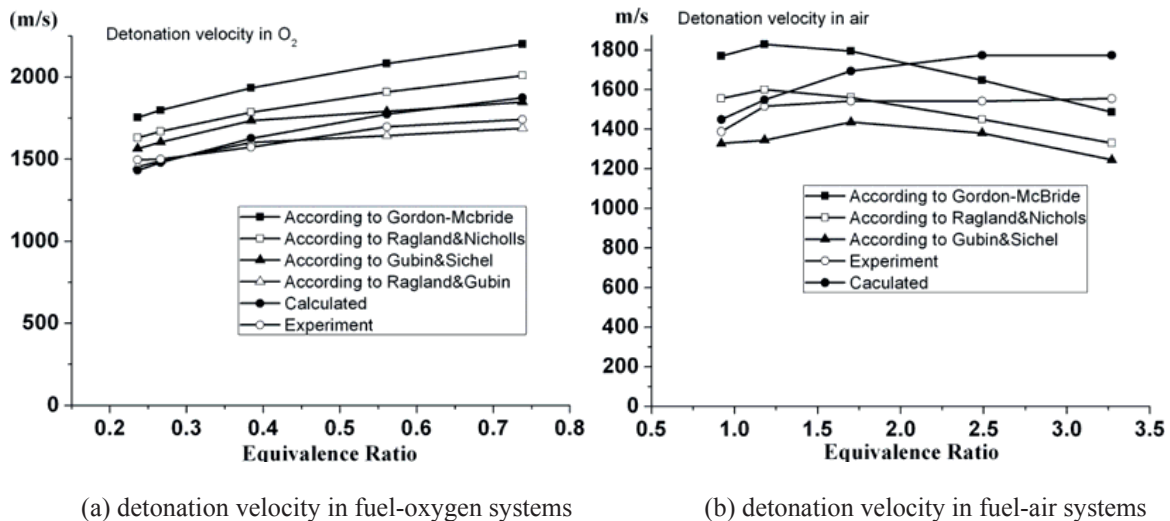 (m/s)
Detonation velocity in O2
2000
1500
1000
500
0
0.2 0.3 0.4 0.5 0.6 0.7 0.8
Equivalence Ratio
According to Gordon-Mcbride
According to Ragland&Nicholls
According to Gubin&Sichel
According to Ragland&Gubin
Calculated
Experiment
(a) detonation velocity in fuel-oxygen systems
m/s
Detonation velocity in air
1800
1600
1400
1200
1000
800
600
400
200
0
0.5 1.0 1.5 2.0 2.5 3.0 3.5
Equivalence Ratio
According to Gordon-McBride
According to Ragland&Nichols
According to Gubin&Sichel
Experiment
Caculated
(b) detonation velocity in fuel-air systems